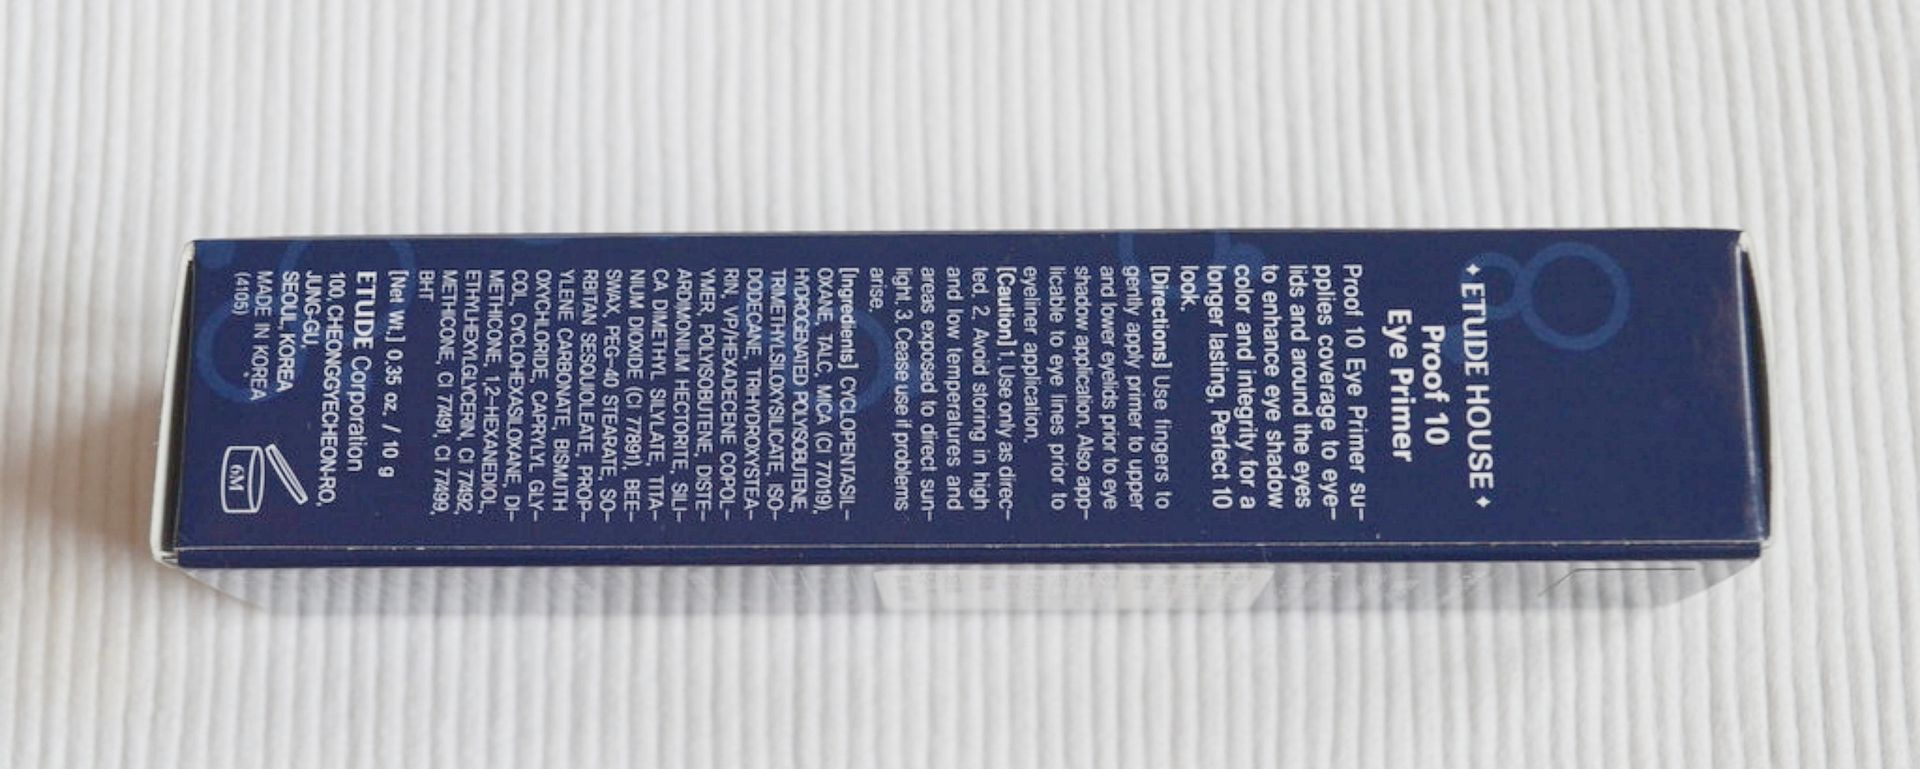 ✦ ETUDE HOUSE ✦
Proof 10
Eye Primer
Proof 10 Eye Primer su-
pplies coverage to eye-
lids and around the eyes
to enhance eye shadow
color and integrity for a
longer lasting, Perfect 10
look.
[Directions] Use fingers to
gently apply primer to upper
and lower eyelids prior to eye
shadow application. Also app-
licable to eye lines prior to
eyeliner application.
[Caution] 1. Use only as direc-
ted. 2. Avoid storing in high
and low temperatures and
areas exposed to direct sun-
light. 3. Cease use if problems
arise.
[Ingredients] CYCLOPENTASIL-
OXANE, TALC, MICA (CI 77019),
HYDROGENATED POLYISOBUTENE,
TRIMETHYLSILOXYSILICATE, ISO-
DODECANE, TRIHYDROXYSTEA-
RIN, VP/HEXADECENE COPOL-
YMER, POLYISOBUTENE, DISTE-
ARDIMONIUM HECTORITE, SILI-
CA DIMETHYL SILYLATE, TITA-
NIUM DIOXIDE (CI 77891), BEE-
SWAX, PEG-40 STEARATE, SO-
RBITAN SESQUIOLEATE, PROP-
YLENE CARBONATE, BISMUTH
OXYCHLORIDE, CAPRYLYL GLY-
COL, CYCLOHEXASILOXANE, DI-
METHICONE, 1,2-HEXANEDIOL,
ETHYLHEXYLGLYCERIN, CI 77492,
METHICONE, CI 77491, CI 77499,
BHT
[Net Wt.] 0.35 oz. / 10 g
ETUDE Corporation
100, CHEONGGYECHEON-RO,
JUNG-GU,
SEOUL, KOREA
MADE IN KOREA
(4105)
6M